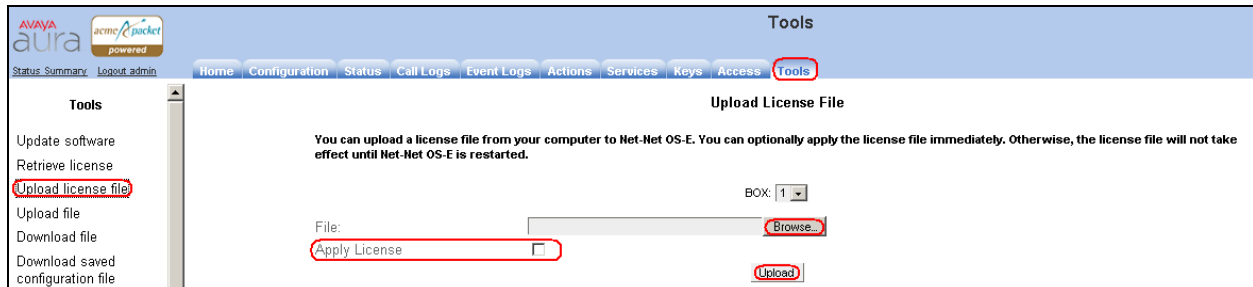 AVAYA
aura
acme packet
powered
Tools
Status Summary Logout admin
Home Configuration Status Call Logs Event Logs Actions Services Keys Access Tools
Tools
Update software
Retrieve license
Upload license file
Upload file
Download file
Download saved
configuration file
Upload License File
You can upload a license file from your computer to Net-Net OS-E. You can optionally apply the license file immediately. Otherwise, the license file will not take
effect until Net-Net OS-E is restarted.
BOX: 1
File: Browse...
Apply License
Upload